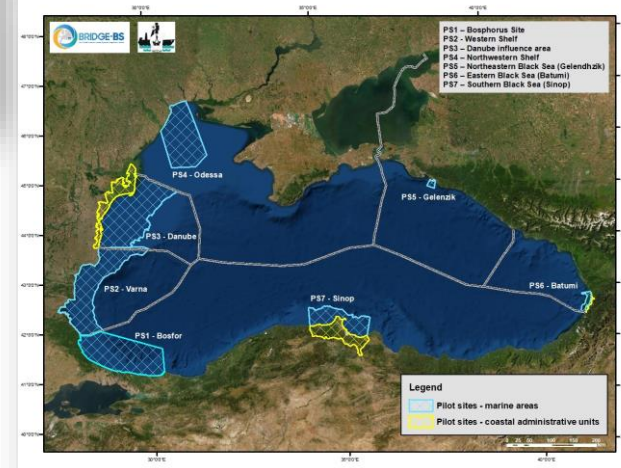 BRIDGE-BS
PS1 – Bosphorus Site
PS2 - Western Shelf
PS3 – Danube influence area
PS4 – Northwestern Shelf
PS5 – Northeastern Black Sea (Gelendhzik)
PS6 – Eastern Black Sea (Batumi)
PS7 – Southern Black Sea (Sinop)
PS4 - Odessa
PS5 - Gelenzik
PS3 - Danube
PS6 - Batumi
PS2 - Varna
PS7 - Sinop
PS1 - Bosfor
Legend
Pilot sites - marine areas
Pilot sites - coastal administrative units